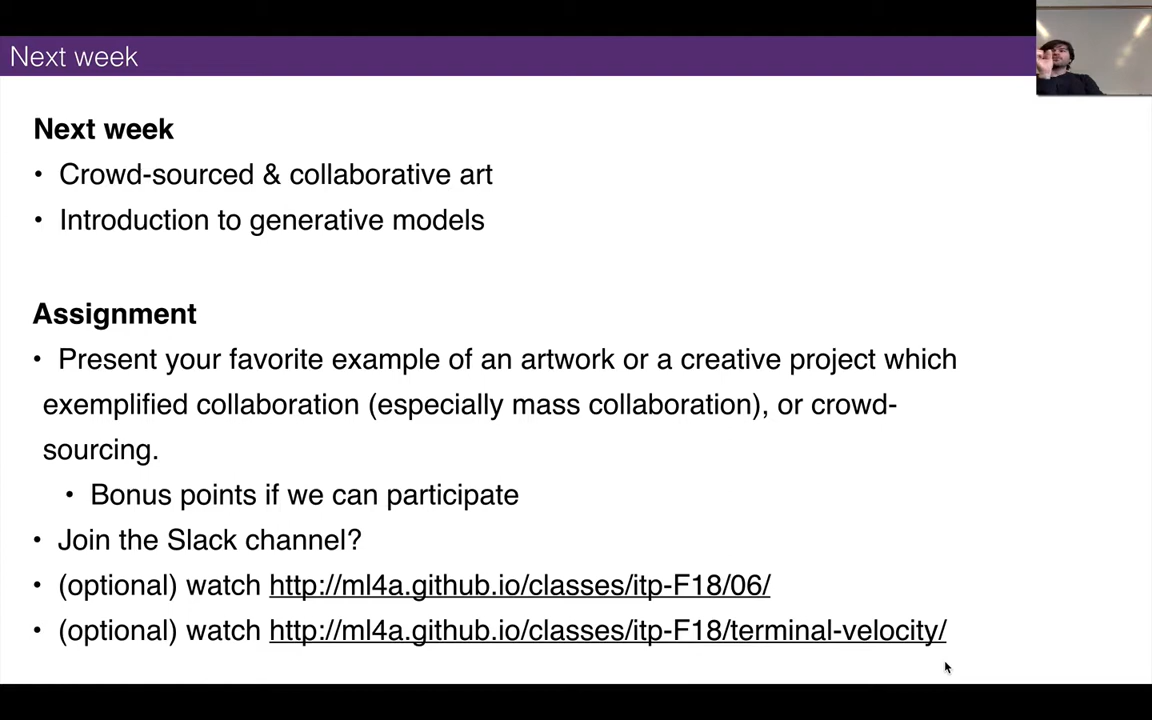 Next week
Next week
• Crowd-sourced & collaborative art
• Introduction to generative models
Assignment
• Present your favorite example of an artwork or a creative project which
exemplified collaboration (especially mass collaboration), or crowd-
sourcing.
• Bonus points if we can participate
• Join the Slack channel?
• (optional) watch http://ml4a.github.io/classes/itp-F18/06/
• (optional) watch http://ml4a.github.io/classes/itp-F18/terminal-velocity/